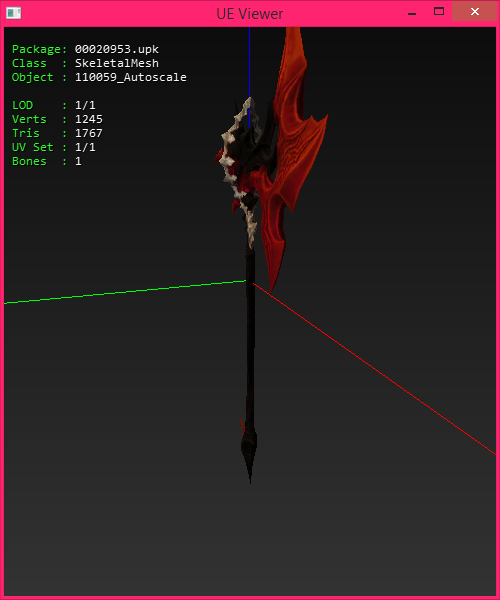 UE Viewer
Package: 00020953.upk
Class : SkeletalMesh
Object : 110059_Autoscale
LOD : 1/1
Verts : 1245
Tris : 1767
UV Set : 1/1
Bones : 1